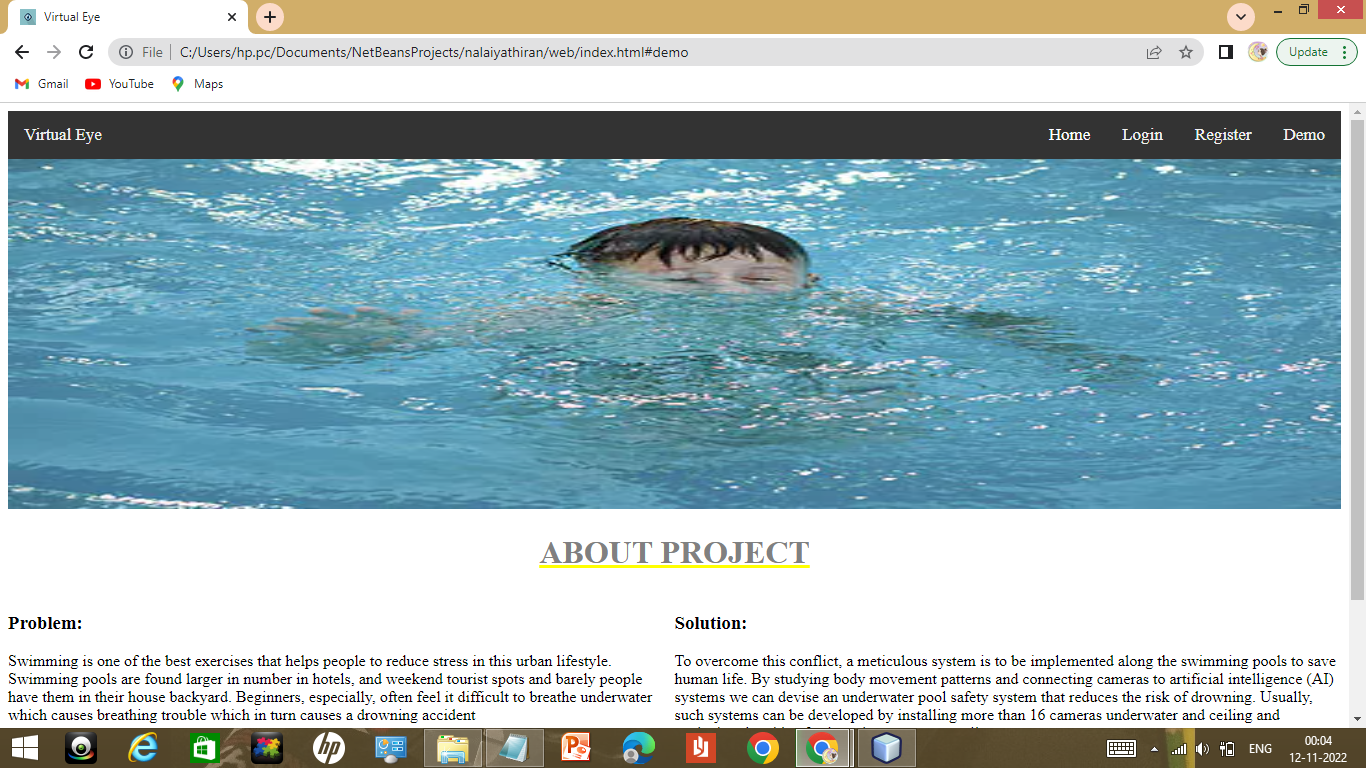 Virtual Eye
File
C:/Users/hp.pc/Documents/NetBeansProjects/nalaiyathiran/web/index.html#demo
Update
Gmail
YouTube
Maps
Virtual Eye
Home
Login
Register
Demo
ABOUT PROJECT
Problem:
Swimming is one of the best exercises that helps people to reduce stress in this urban lifestyle.
Swimming pools are found larger in number in hotels, and weekend tourist spots and barely people
have them in their house backyard. Beginners, especially, often feel it difficult to breathe underwater
which causes breathing trouble which in turn causes a drowning accident
Solution:
To overcome this conflict, a meticulous system is to be implemented along the swimming pools to save
human life. By studying body movement patterns and connecting cameras to artificial intelligence (AI)
systems we can devise an underwater pool safety system that reduces the risk of drowning. Usually,
such systems can be developed by installing more than 16 cameras underwater and ceiling and
ENG
00:04
12-11-2022